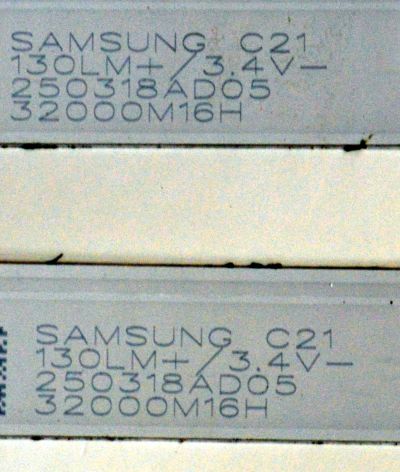 SAMSUNG C21
130LM+/3.4V-
250318AD05
32000M16H
SAMSUNG C21
130LM+/3.4V-
250318AD05
32000M16H